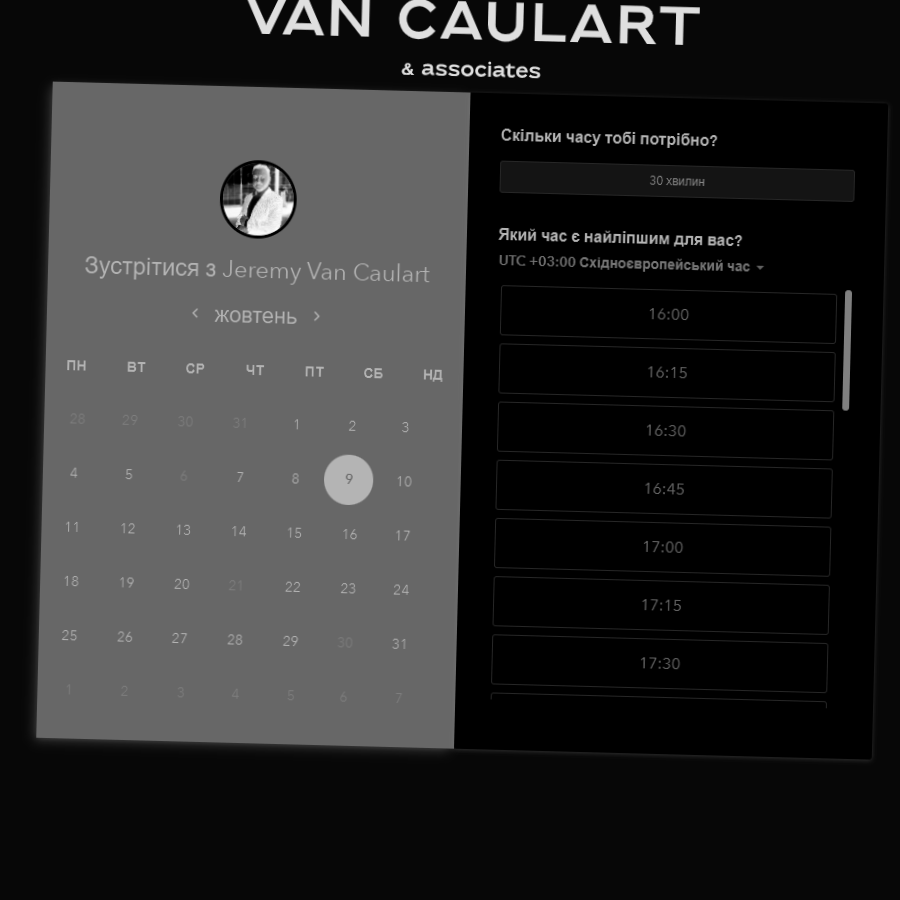 VAN CAULART
& associates
Зустрітися з Jeremy Van Caulart
жовтень
ПН ВТ СР ЧТ ПТ СБ НД
28 29 30 31 1 2 3
4 5 6 7 8 9 10
11 12 13 14 15 16 17
18 19 20 21 22 23 24
25 26 27 28 29 30 31
1 2 3 4 5 6 7
Скільки часу тобі потрібно?
30 хвилин
Який час є найліпшим для вас?
UTC +03:00 Східноєвропейський час
16:00
16:15
16:30
16:45
17:00
17:15
17:30